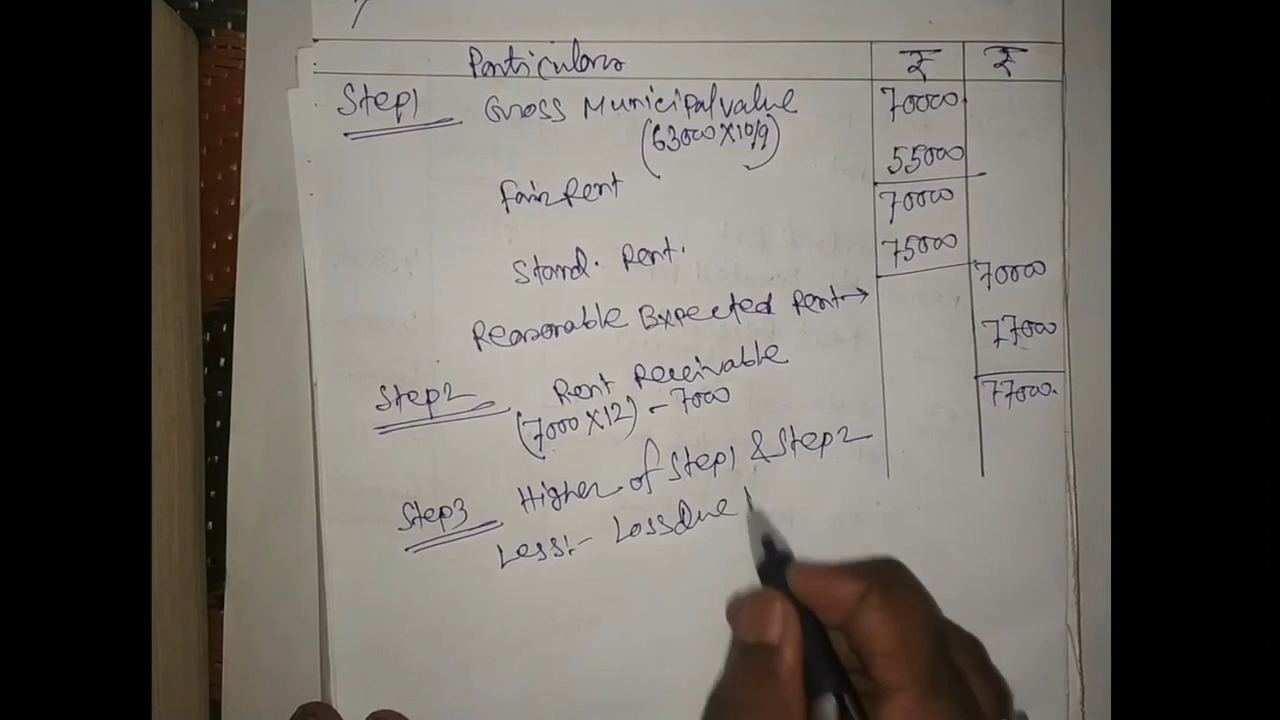 Particulars ₹ ₹
Step1 Gross Municipal value 70000
(63000 X 10/9)
Fair Rent 55000
70000
Stand. Rent. 75000
Reasonable Expected Rent → 70000
Step2 Rent Receivable 77000
(7000 X 12) - 7000
Step3 Higher of Step1 & Step2 77000.
Less:- Loss due